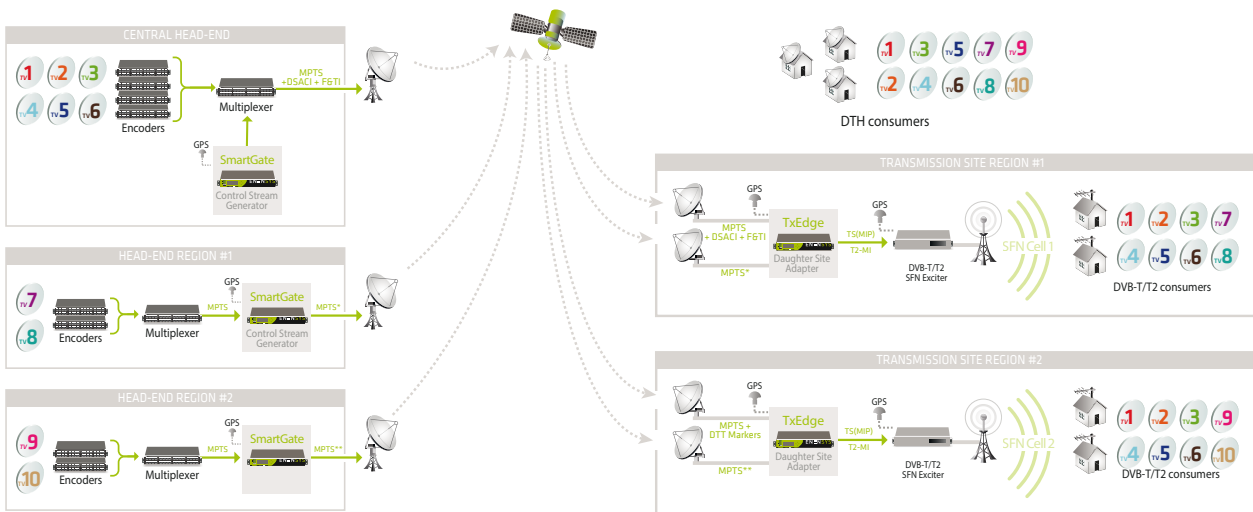 CENTRAL HEAD-END
TV1 TV2 TV3
TV4 TV5 TV6
Encoders
Multiplexer
MPTS
+DSACI + F&TI
GPS
SmartGate
Control Stream
Generator
HEAD-END REGION #1
TV7
TV8
Encoders
Multiplexer
MPTS
GPS
SmartGate
Control Stream
Generator
MPTS*
HEAD-END REGION #2
TV9
TV10
Encoders
Multiplexer
MPTS
GPS
SmartGate
MPTS**
TV1 TV3 TV5 TV7 TV9
TV2 TV4 TV6 TV8 TV10
DTH consumers
TRANSMISSION SITE REGION #1
MPTS
+ DSACI + F&TI
MPTS*
GPS
TxEdge
Daughter Site
Adapter
TS(MIP)
T2-MI
GPS
DVB-T/T2
SFN Exciter
SFN Cell 1
TV1 TV2 TV3 TV7
TV4 TV5 TV6 TV8
DVB-T/T2 consumers
TRANSMISSION SITE REGION #2
MPTS +
DTT Markers
MPTS**
GPS
TxEdge
Daughter Site
Adapter
TS(MIP)
T2-MI
GPS
DVB-T/T2
SFN Exciter
SFN Cell 2
TV1 TV2 TV3 TV9
TV4 TV5 TV6 TV10
DVB-T/T2 consumers